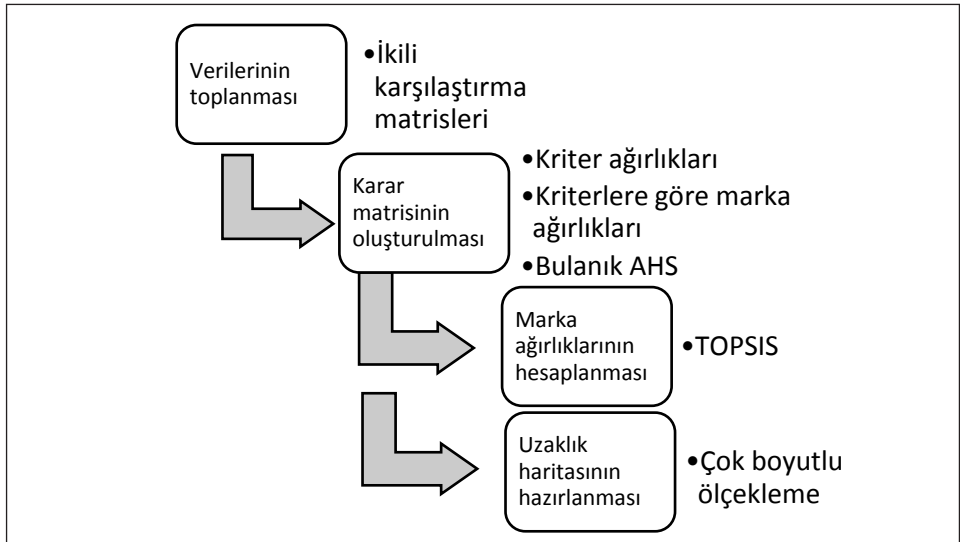 Verilerinin
toplanması
•İkili
karşılaştırma
matrisleri
Karar
matrisinin
oluşturulması
•Kriter ağırlıkları
•Kriterlere göre marka
ağırlıkları
•Bulanık AHS
Marka
ağırlıklarının
hesaplanması
•TOPSIS
Uzaklık
haritasının
hazırlanması
•Çok boyutlu
ölçekleme